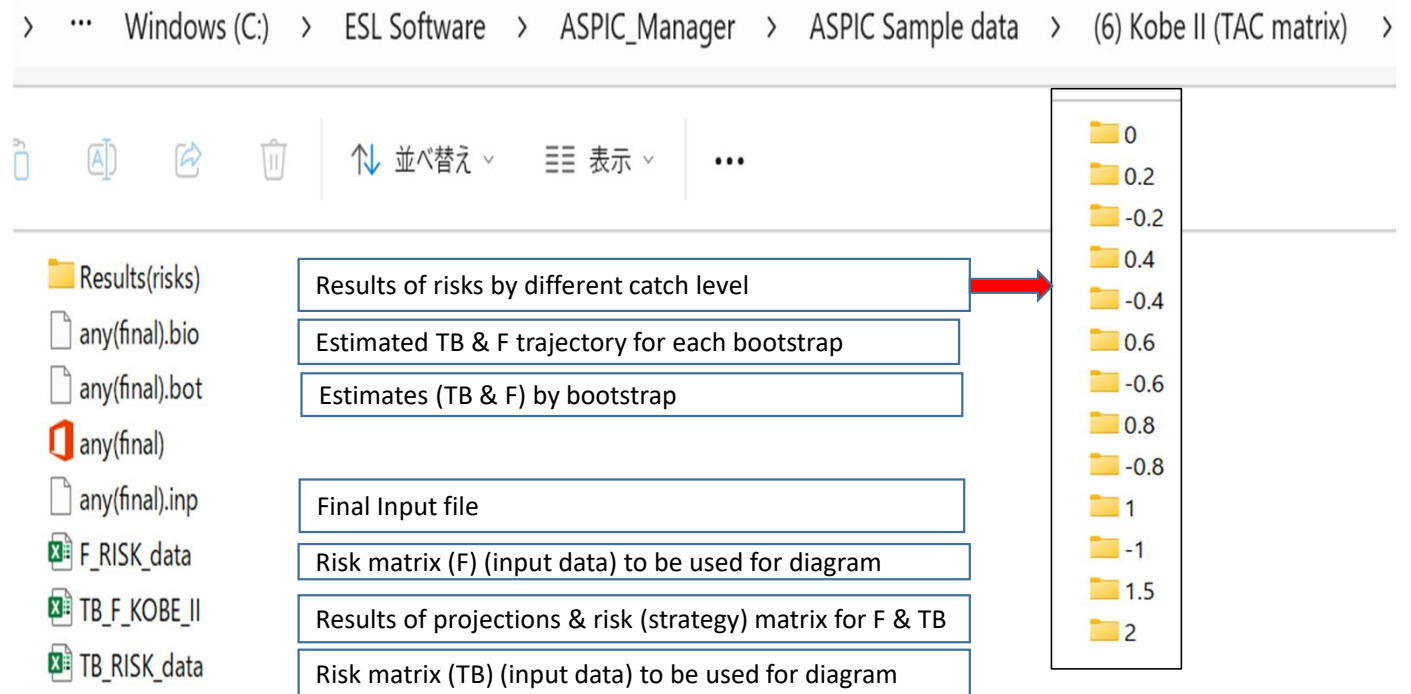 > ··· Windows (C:) > ESL Software > ASPIC_Manager > ASPIC Sample data > (6) Kobe II (TAC matrix) >
並べ替え 表示 ···
Results(risks) Results of risks by different catch level
any(final).bio Estimated TB & F trajectory for each bootstrap
any(final).bot Estimates (TB & F) by bootstrap
any(final)
any(final).inp Final Input file
F_RISK_data Risk matrix (F) (input data) to be used for diagram
TB_F_KOBE_II Results of projections & risk (strategy) matrix for F & TB
TB_RISK_data Risk matrix (TB) (input data) to be used for diagram
0
0.2
-0.2
0.4
-0.4
0.6
-0.6
0.8
-0.8
1
-1
1.5
2